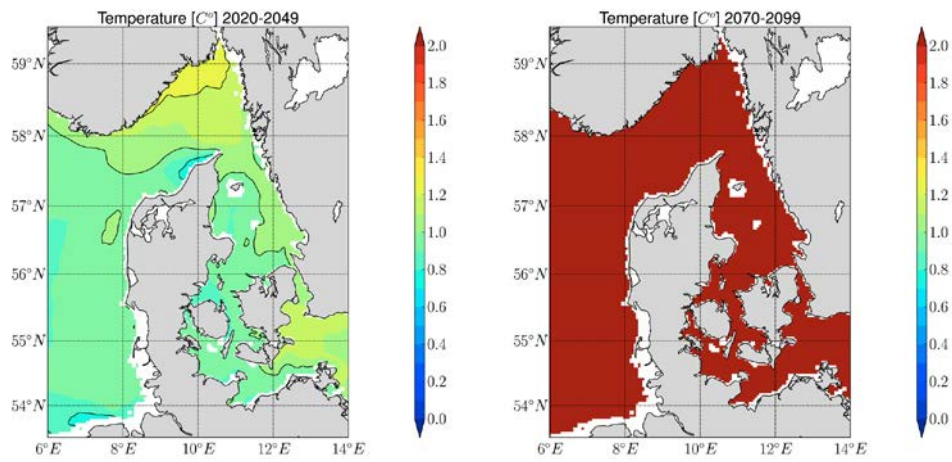 Temperature [C°] 2020-2049
59°N
58°N
57°N
56°N
55°N
54°N
6°E 8°E 10°E 12°E 14°E
2.0
1.8
1.6
1.4
1.2
1.0
0.8
0.6
0.4
0.2
0.0
Temperature [C°] 2070-2099
59°N
58°N
57°N
56°N
55°N
54°N
6°E 8°E 10°E 12°E 14°E
2.0
1.8
1.6
1.4
1.2
1.0
0.8
0.6
0.4
0.2
0.0